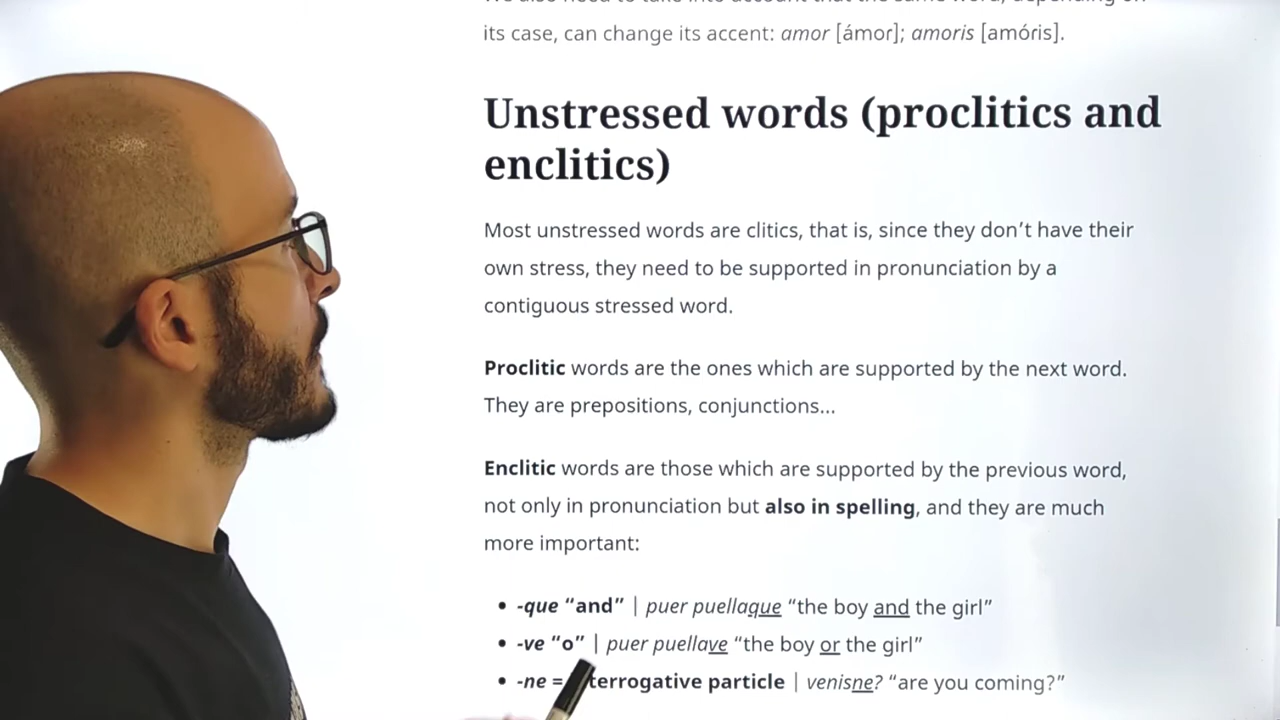 its case, can change its accent: amor [ámor]; amoris [amóris].
Unstressed words (proclitics and
enclitics)
Most unstressed words are clitics, that is, since they don’t have their
own stress, they need to be supported in pronunciation by a
contiguous stressed word.
Proclitic words are the ones which are supported by the next word.
They are prepositions, conjunctions...
Enclitic words are those which are supported by the previous word,
not only in pronunciation but also in spelling, and they are much
more important:
• -que “and” | puer puellaque “the boy and the girl”
• -ve “o” | puer puellave “the boy or the girl”
• -ne = terrogative particle | venisne? “are you coming?”